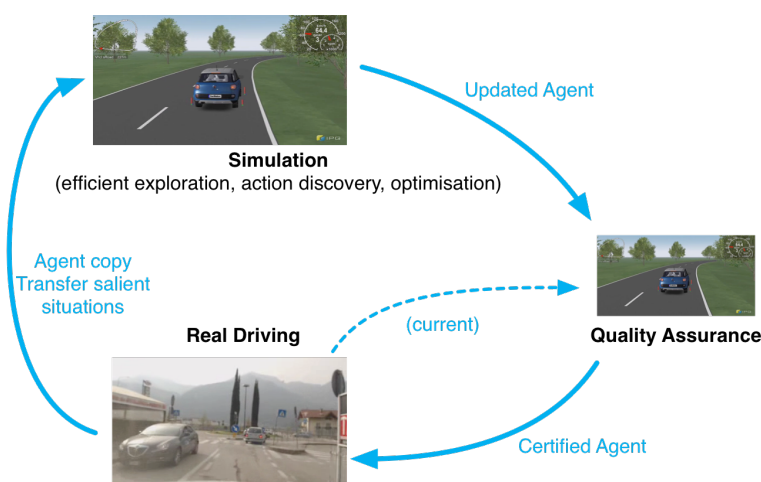 Updated Agent
Simulation
(efficient exploration, action discovery, optimisation)
Agent copy
Transfer salient
situations
(current)
Real Driving
Quality Assurance
Certified Agent